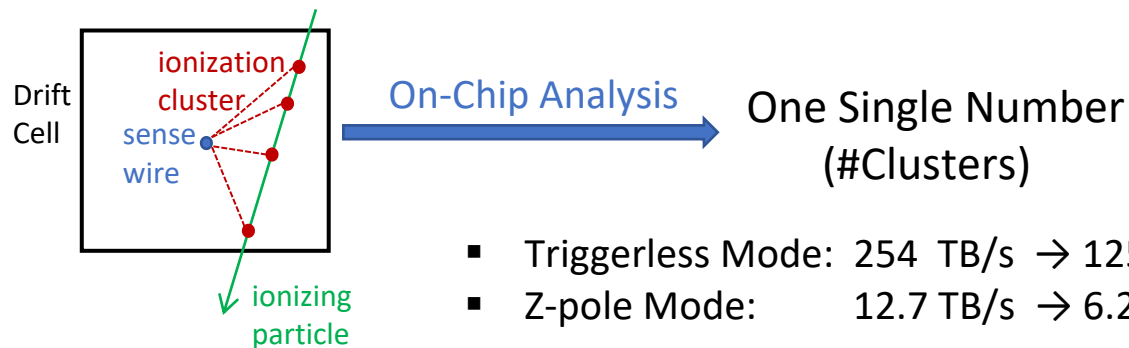 Drift
Cell
ionization
cluster
sense
wire
ionizing
particle
On-Chip Analysis
One Single Number
(#Clusters)
▪ Triggerless Mode: 254 TB/s →
▪ Z-pole Mode: 12.7 TB/s →